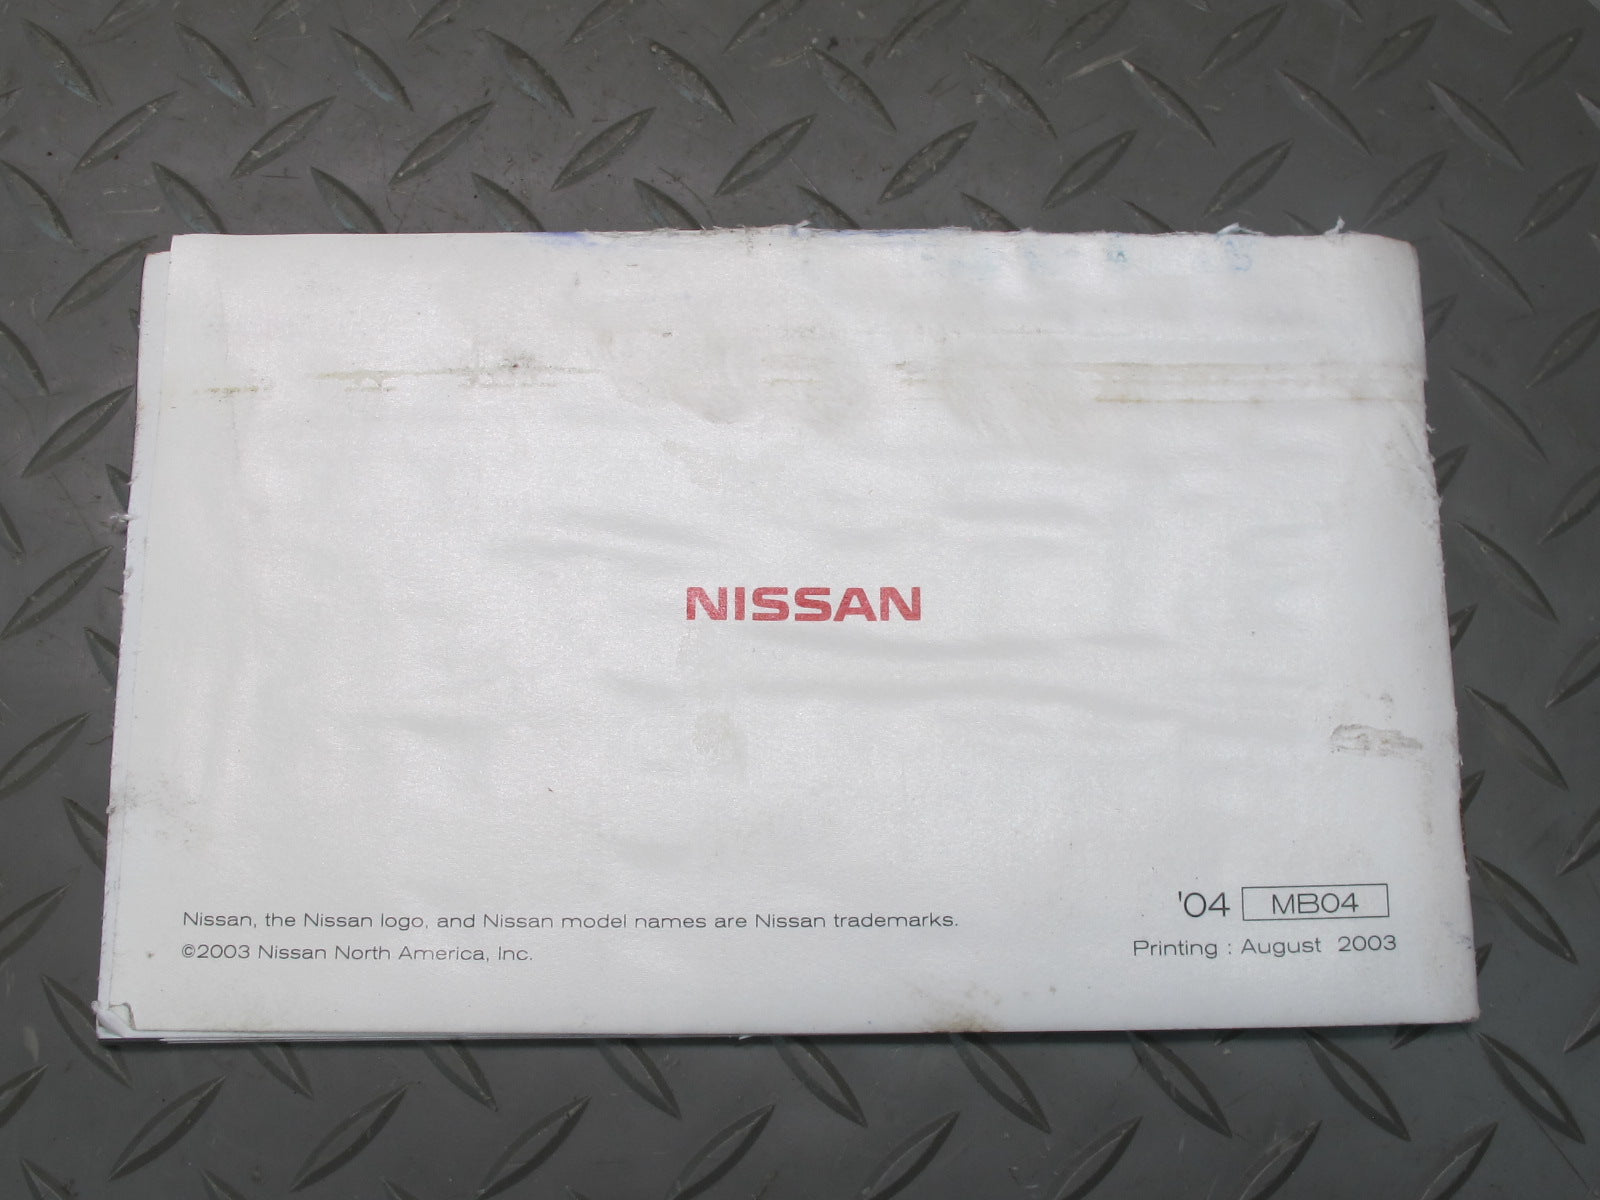 NISSAN
Nissan, the Nissan logo, and Nissan model names are Nissan trademarks.
©2003 Nissan North America, Inc.
'04 MB04
Printing : August 2003